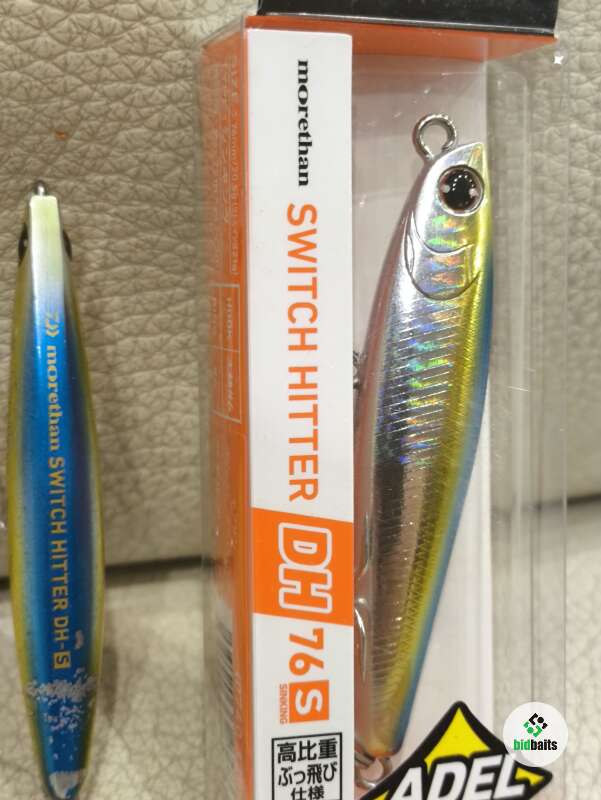 morethan SWITCH HITTER DH-S
morethan
SWITCH HITTER
DH 76 S
SINKING
高比重
ぶっ飛び
仕様
ADEL
bidbaits